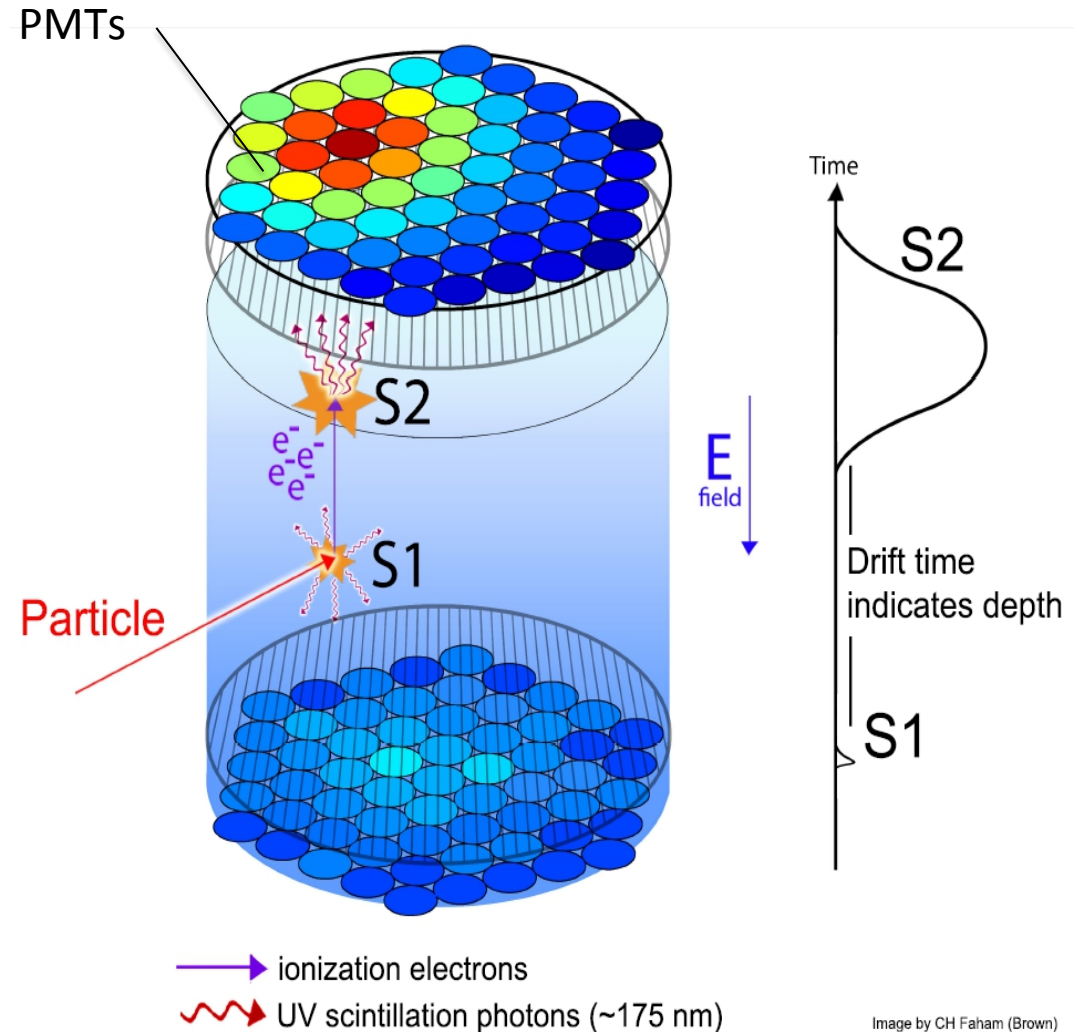 PMTs
Time
S2
S2
e-
e-
e-
e-
E
field
S1
Drift time
indicates depth
Particle
S1
ionization electrons
UV scintillation photons (~175 nm)
Image by CH Faham (Brown)